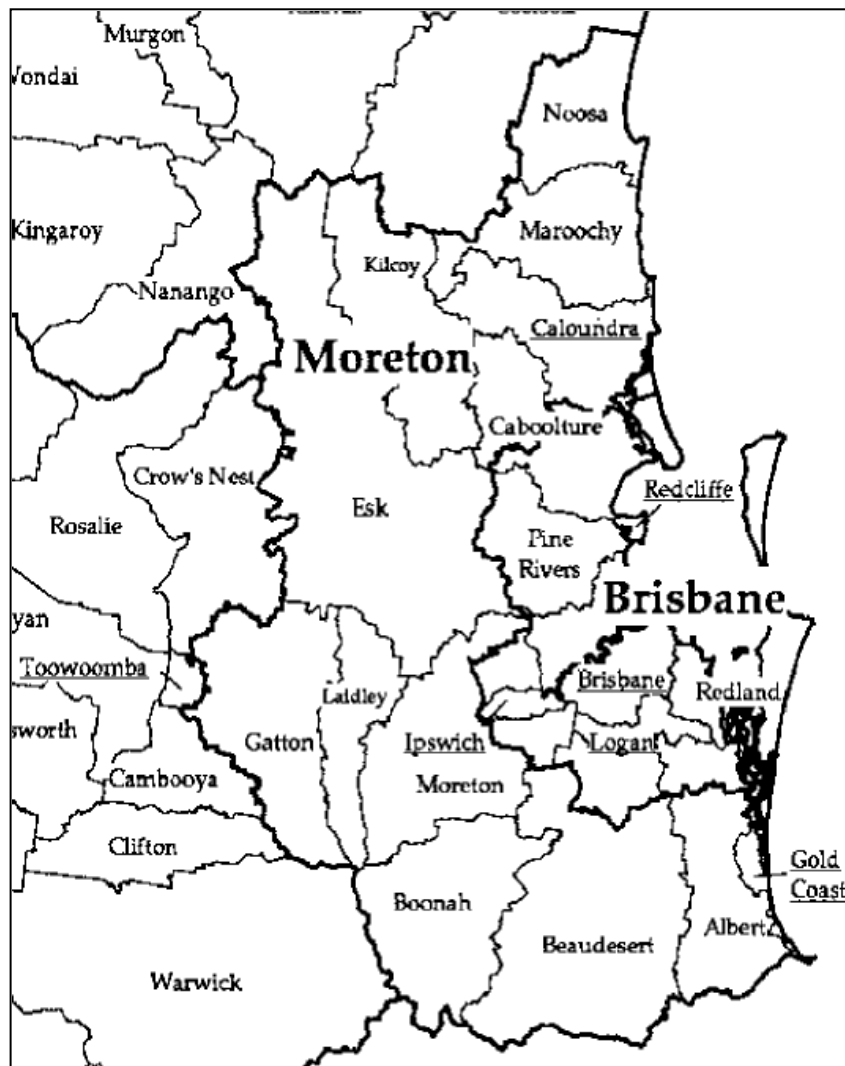 Murgon
Noosa
Kingaroy
Maroochy
Kilcoy
Nanango
Caloundra
Moreton
Caboolture
Crow's Nest
Redcliffe
Esk
Rosalie
Pine
Rivers
Brisbane
Toowoomba
Brisbane
Laidley
Redland
Gatton
Ipswich
Logan
Cambooya
Moreton
Clifton
Gold
Coast
Boonah
Albert
Beaudesert
Warwick